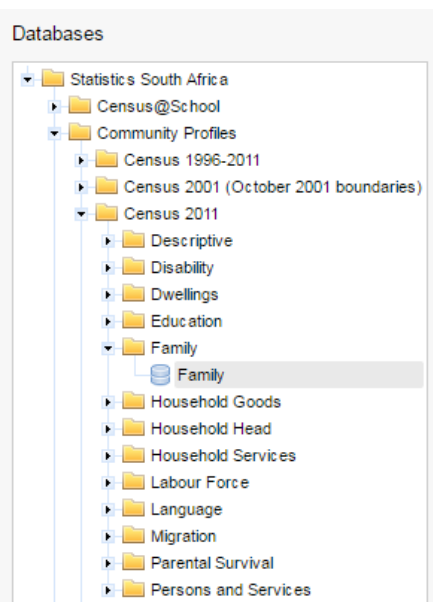 Databases
Statistics South Africa
Census@School
Community Profiles
Census 1996-2011
Census 2001 (October 2001 boundaries)
Census 2011
Descriptive
Disability
Dwellings
Education
Family
Family
Household Goods
Household Head
Household Services
Labour Force
Language
Migration
Parental Survival
Persons and Services